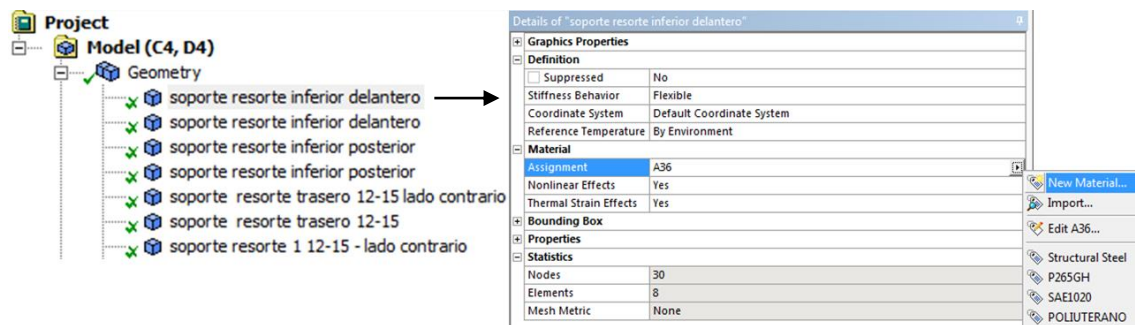 Project
Model (C4, D4)
Geometry
soporte resorte inferior delantero
soporte resorte inferior delantero
soporte resorte inferior posterior
soporte resorte inferior posterior
soporte resorte trasero 12-15 lado contrario
soporte resorte trasero 12-15
soporte resorte 1 12-15 - lado contrario
Details of "soporte resorte inferior delantero"
Graphics Properties
Definition
Suppressed No
Stiffness Behavior Flexible
Coordinate System Default Coordinate System
Reference Temperature By Environment
Material
Assignment A36
Nonlinear Effects Yes
Thermal Strain Effects Yes
Bounding Box
Properties
Statistics
Nodes 30
Elements 8
Mesh Metric None
New Material...
Import...
Edit A36...
Structural Steel
P265GH
SAE1020
POLIUTERANO